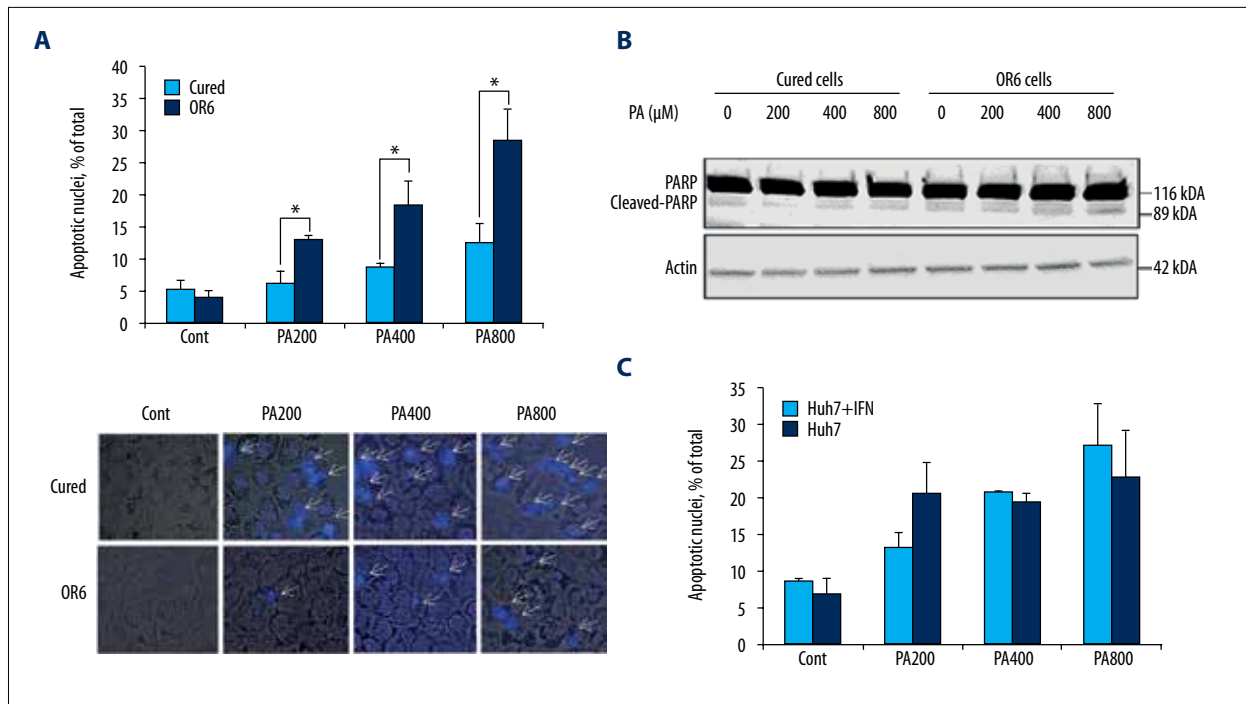 A
Apoptotic nuclei, % of total
40
35
30
25
20
15
10
5
0
Cured
OR6
*
*
*
Cont PA200 PA400 PA800
Cont PA200 PA400 PA800
Cured
OR6
B
Cured cells OR6 cells
PA (µM) 0 200 400 800 0 200 400 800
PARP
Cleaved-PARP
116 kDA
89 kDA
Actin
42 kDA
C
Apoptotic nuclei, % of total
35
30
25
20
15
10
5
0
Huh7+IFN
Huh7
Cont PA200 PA400 PA800